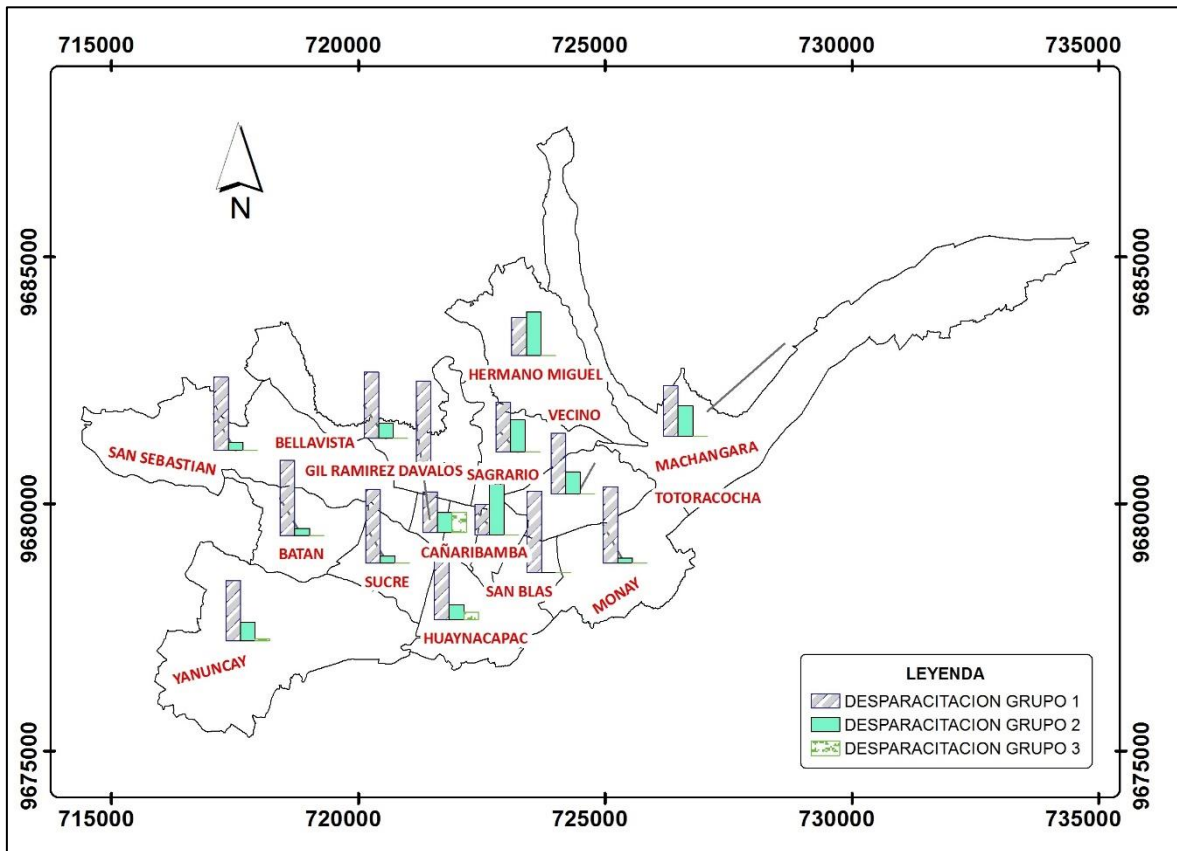 715000 720000 725000 730000 735000
N
9685000 9685000
HERMANO MIGUEL
VECINO
BELLAVISTA
SAN SEBASTIAN
MACHANGARA
GIL RAMIREZ DAVALOS
SAGRARIO
TOTORACOCHA
9680000 9680000
BATAN
CAÑARIBAMBA
SUCRE
SAN BLAS
MONAY
HUAYNACAPAC
YANUNCAY
LEYENDA
DESPARACITACION GRUPO 1
DESPARACITACION GRUPO 2
DESPARACITACION GRUPO 3
9675000 9675000
715000 720000 725000 730000 735000